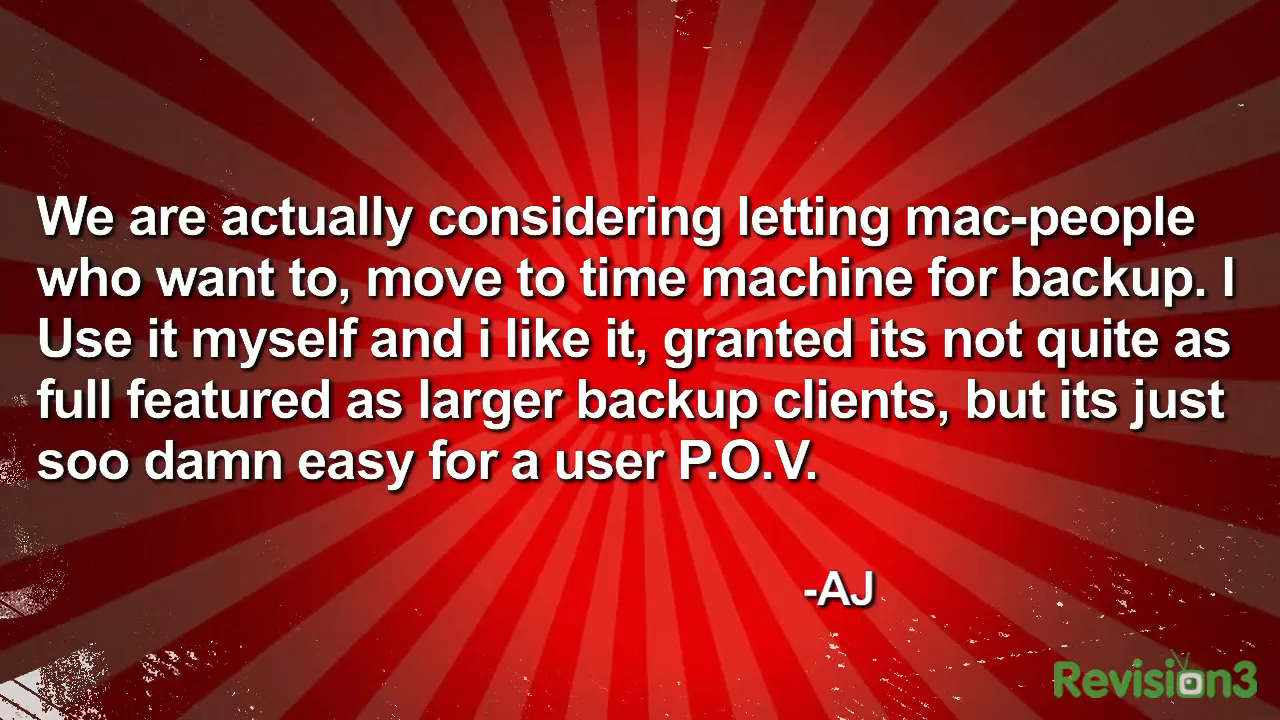 We are actually considering letting mac-people
who want to, move to time machine for backup. I
Use it myself and i like it, granted its not quite as
full featured as larger backup clients, but its just
soo damn easy for a user P.O.V.
-AJ
Revision3